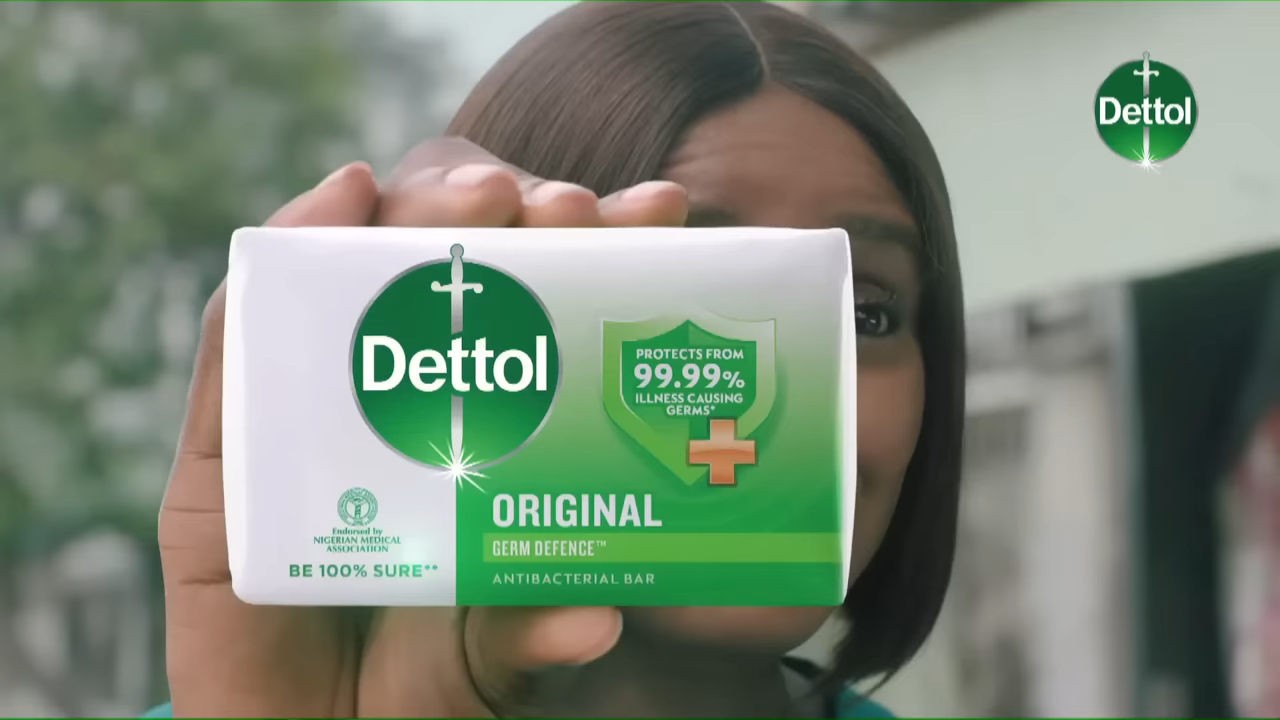 Dettol
Dettol
PROTECTS FROM
99.99%
ILLNESS CAUSING
GERMS*
ORIGINAL
GERM DEFENCE™
ANTIBACTERIAL BAR
Endorsed by
NIGERIAN MEDICAL
ASSOCIATION
BE 100% SURE**